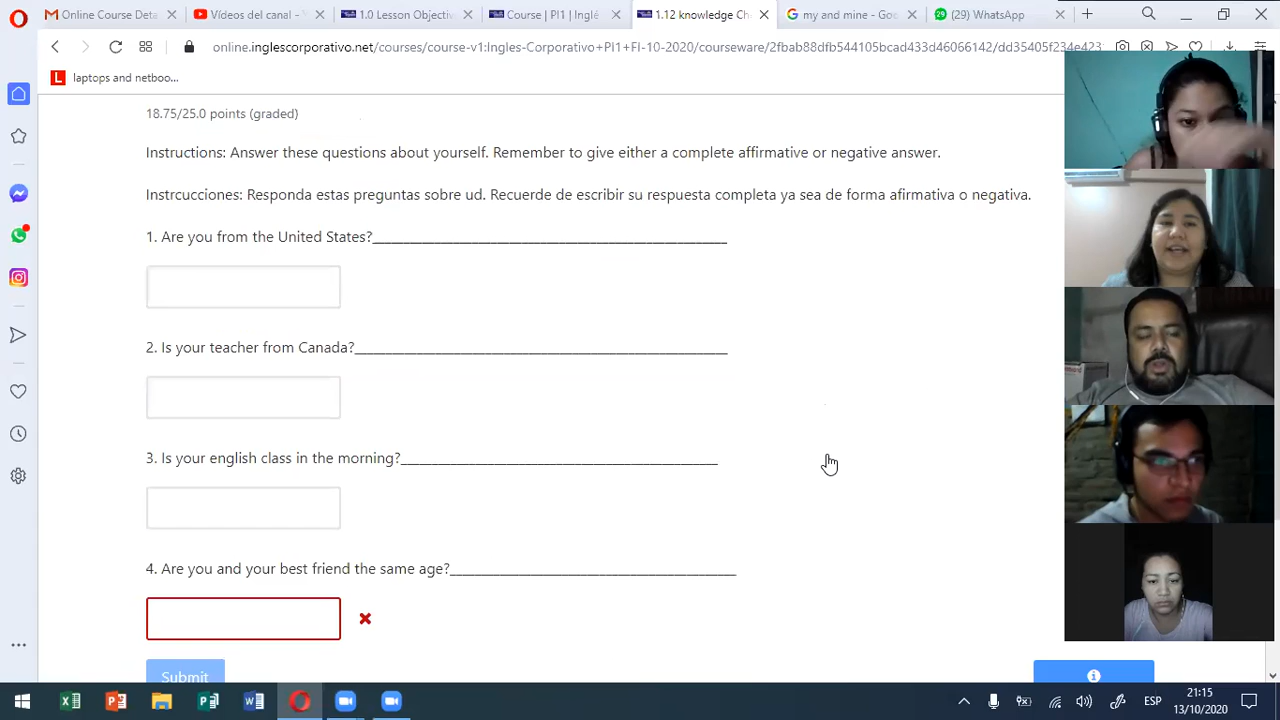 Online Course Deta
Vídeosdel canal - Y
1.0 Lesson Objectiv
Course | PI1 | Inglé
1.12 knowledge Ch
my and mine - Goo
(29) WhatsApp
online.inglescorporativo.net/courses/course-v1:Ingles-Corporativo+PI1+FI-10-2020/courseware/2fbab88dfb544105bcad433d46066142/dd35405f234e423
laptops and netboo...
18.75/25.0 points (graded)
Instructions: Answer these questions about yourself. Remember to give either a complete affirmative or negative answer.
Instrucciones: Responda estas preguntas sobre ud. Recuerde de escribir su respuesta completa ya sea de forma afirmativa o negativa.
1. Are you from the United States?
2. Is your teacher from Canada?
3. Is your english class in the morning?
4. Are you and your best friend the same age?
Submit
ESP
21:15
13/10/2020